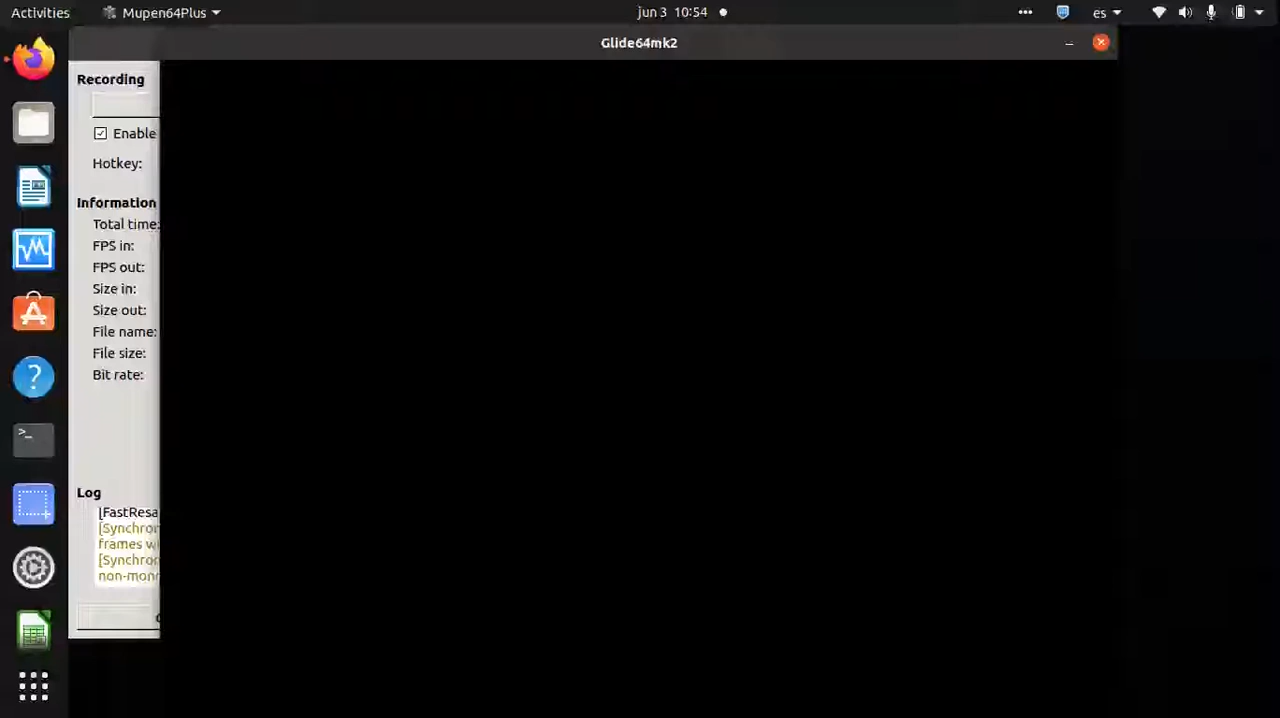 Activities
Mupen64Plus
jun 3 10:54
es
Glide64mk2
Recording
Enable
Hotkey:
Information
Total time:
FPS in:
FPS out:
Size in:
Size out:
File name:
File size:
Bit rate:
Log
[FastResa
[Synchron
frames w
[Synchron
non-mon